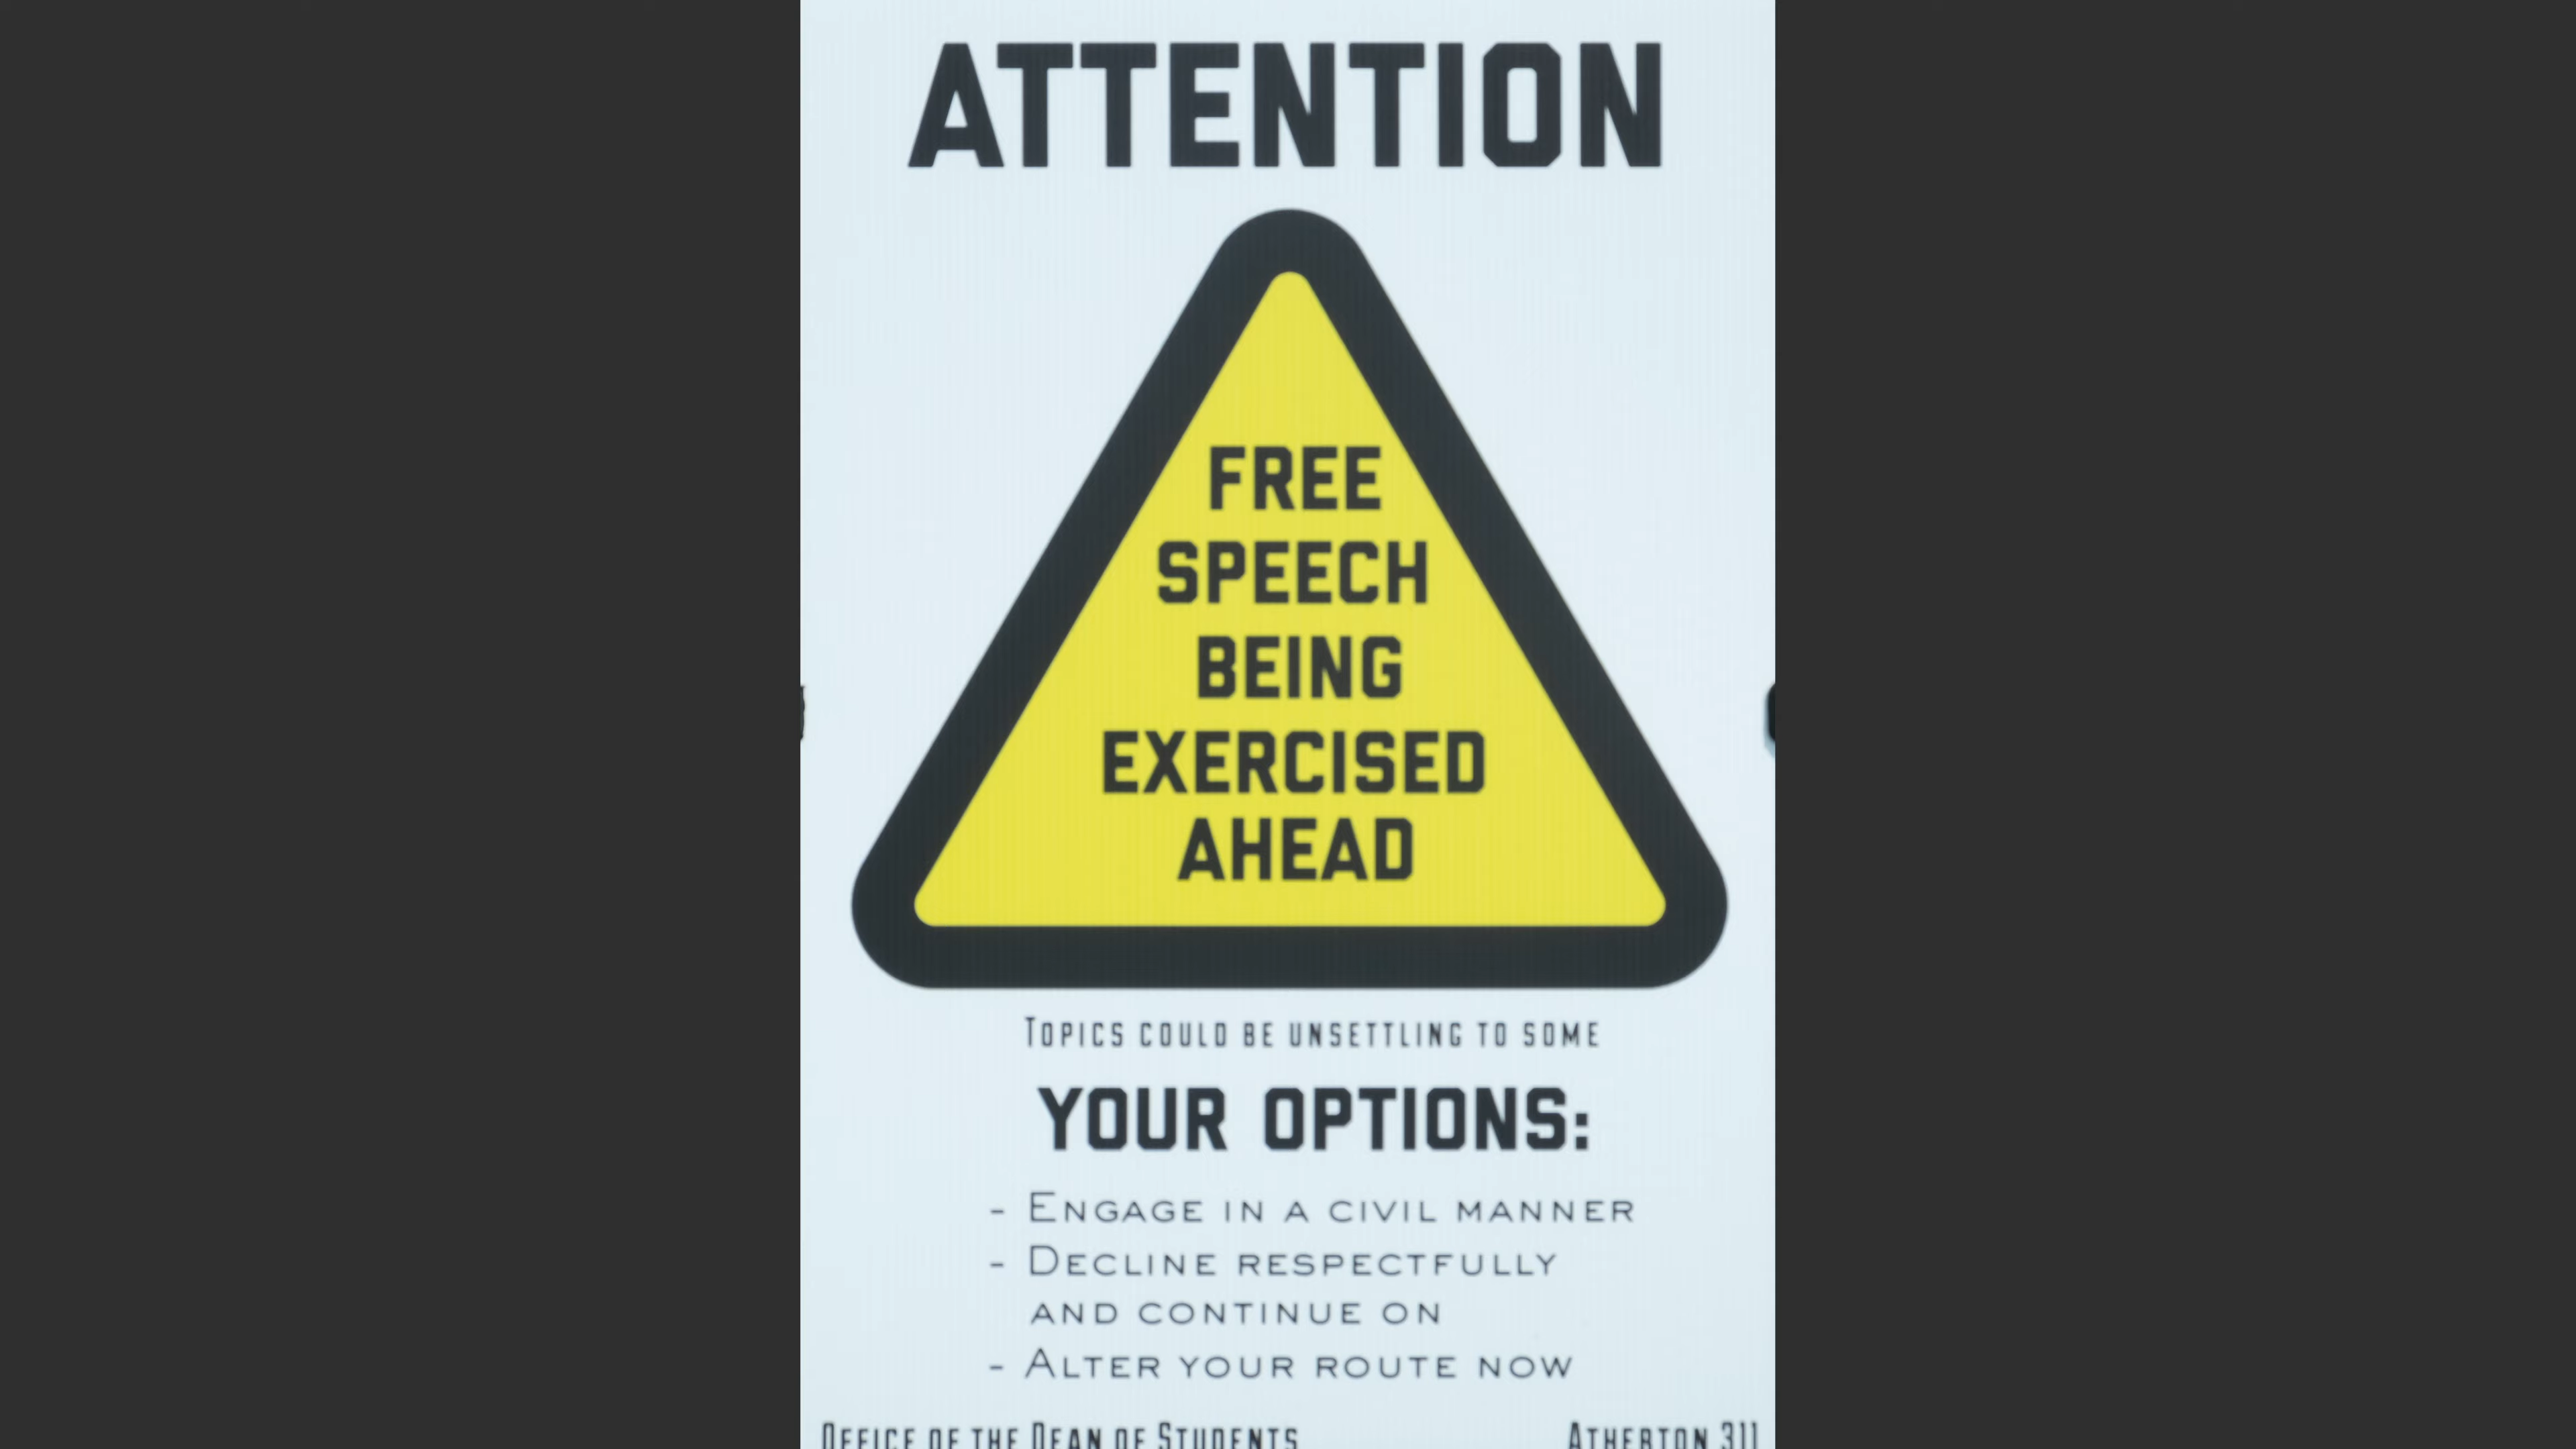 ATTENTION
FREE
SPEECH
BEING
EXERCISED
AHEAD
TOPICS COULD BE UNSETTLING TO SOME
YOUR OPTIONS:
- ENGAGE IN A CIVIL MANNER
- DECLINE RESPECTFULLY
AND CONTINUE ON
- ALTER YOUR ROUTE NOW
OFFICE OF THE DEAN OF STUDENTS
ATHERTON 311